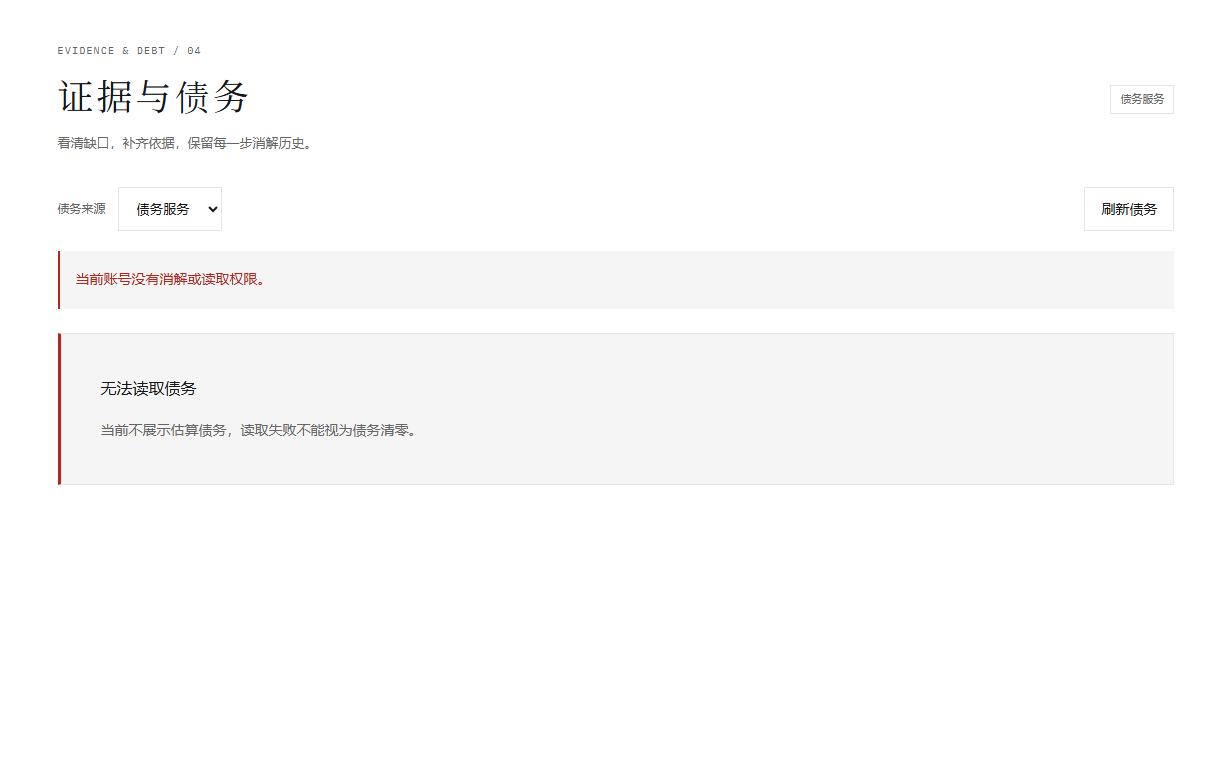 EVIDENCE & DEBT / 04
证据与债务
债务服务
看清缺口，补齐依据，保留每一步消解历史。
债务来源 债务服务 刷新债务
当前账号没有消解或读取权限。
无法读取债务
当前不展示估算债务，读取失败不能视为债务清零。